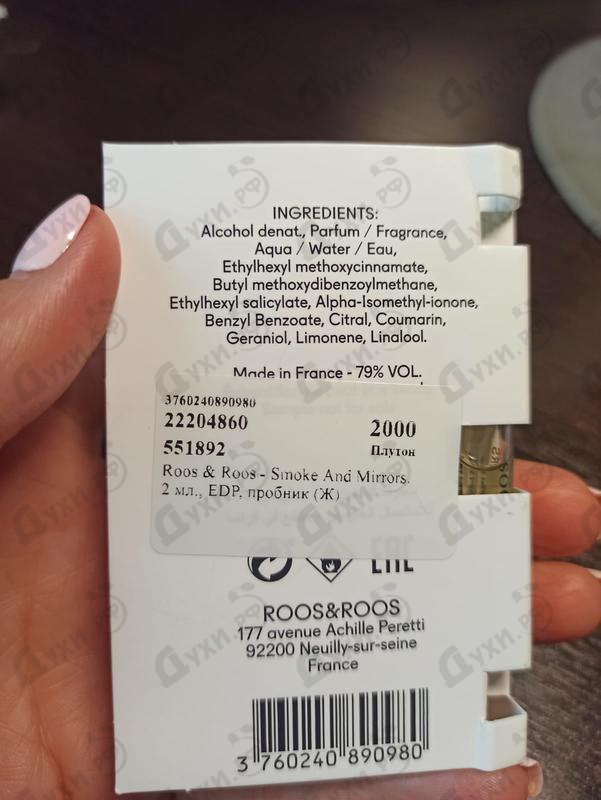 INGREDIENTS:
Alcohol denat., Parfum / Fragrance,
Aqua / Water / Eau,
Ethylhexyl methoxycinnamate,
Butyl methoxydibenzoylmethane,
Ethylhexyl salicylate, Alpha-Isomethyl-ionone,
Benzyl Benzoate, Citral, Coumarin,
Geraniol, Limonene, Linalool.
Made in France - 79% VOL.
3760240890980
22204860 2000
551892 Плутон
Roos & Roos - Smoke And Mirrors.
2 мл., EDP, пробник (Ж)
EAC
ROOS&ROOS
177 avenue Achille Peretti
92200 Neuilly-sur-seine
France
3 760240 890980
Духи.рф